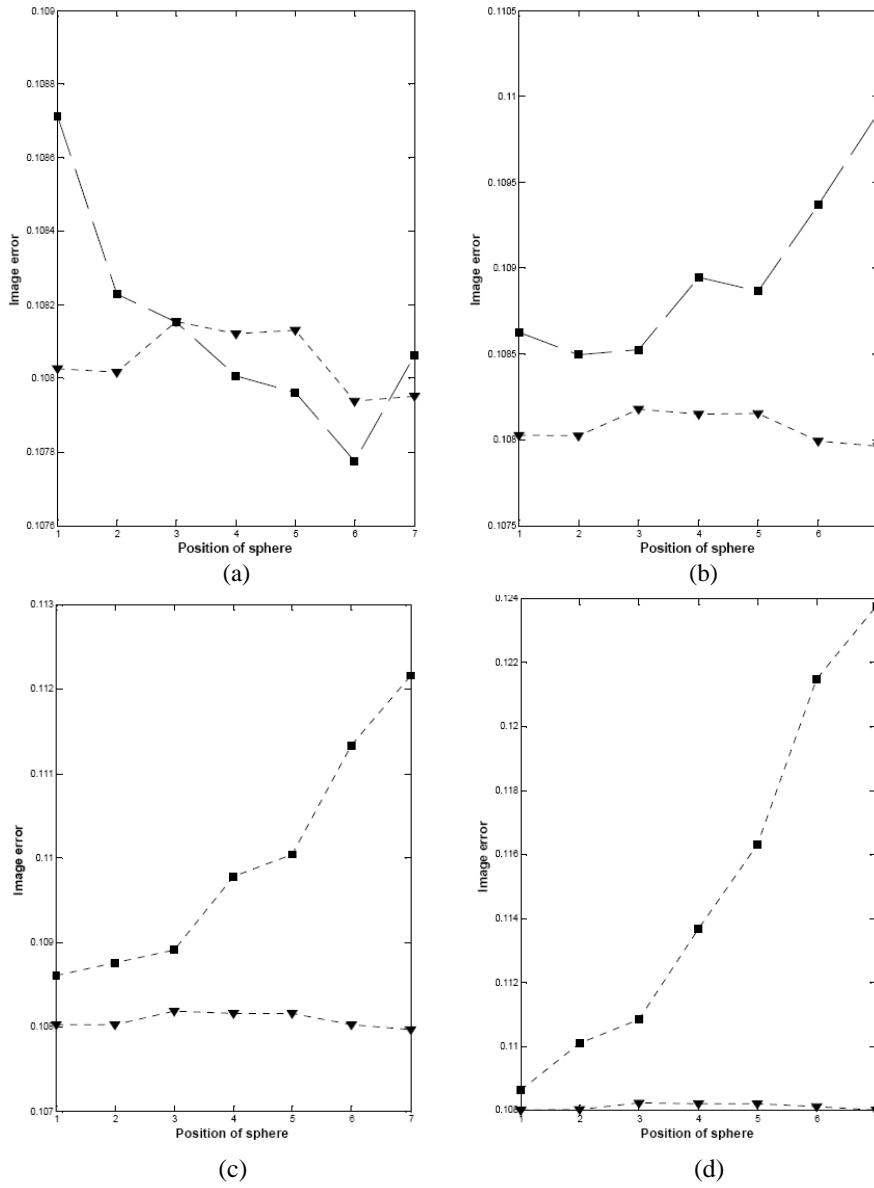 0.109
0.1088
0.1086
0.1084
0.1082
0.108
0.1078
0.1076
Image error
1 2 3 4 5 6 7
Position of sphere
(a)
0.1105
0.11
0.1095
0.109
0.1085
0.108
0.1075
Image error
1 2 3 4 5 6 7
Position of sphere
(b)
0.113
0.112
0.111
0.11
0.109
0.108
0.107
Image error
1 2 3 4 5 6 7
Position of sphere
(c)
0.124
0.122
0.12
0.118
0.116
0.114
0.112
0.11
0.108
Image error
1 2 3 4 5 6 7
Position of sphere
(d)